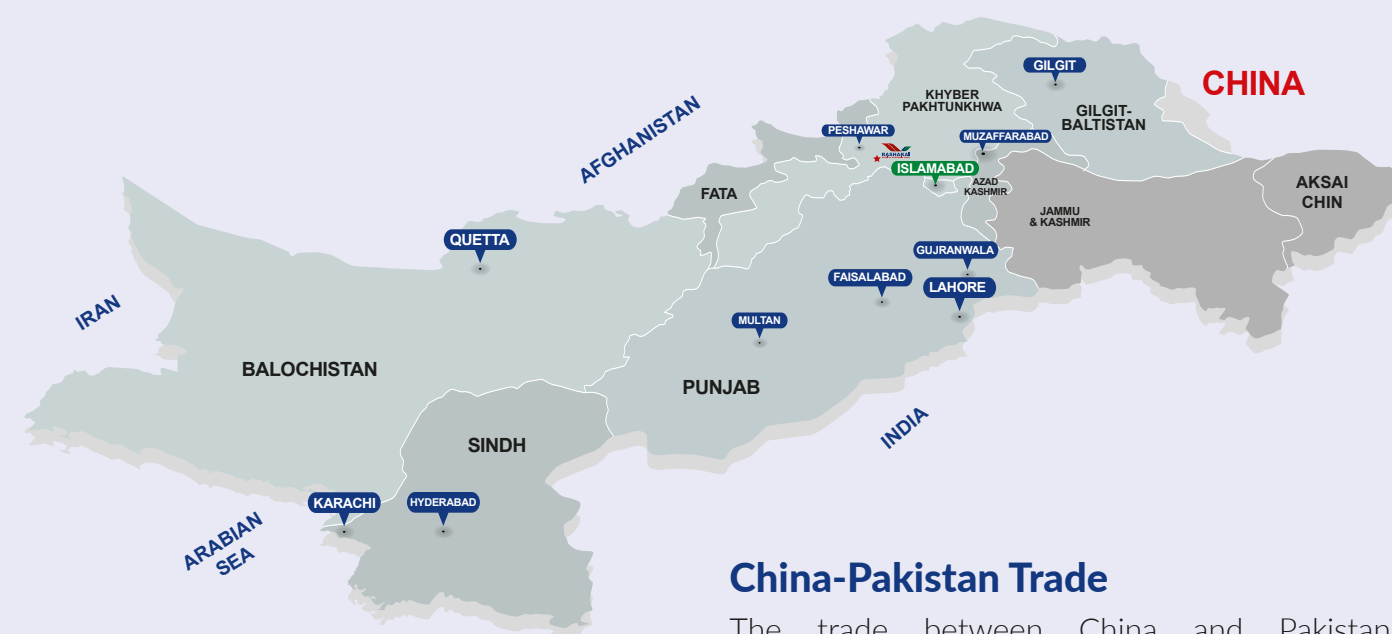 CHINA
GILGIT
KHYBER
PAKHTUNKHWA
GILGIT-
BALTISTAN
AFGHANISTAN
PESHAWAR
MUZAFFARABAD
RASHAKAI
ISLAMABAD
AZAD
KASHMIR
FATA
AKSAI
CHIN
JAMMU
& KASHMIR
QUETTA
GUJRANWALA
FAISALABAD
LAHORE
IRAN
MULTAN
BALOCHISTAN
PUNJAB
INDIA
SINDH
KARACHI
HYDERABAD
ARABIAN
SEA
China-Pakistan Trade
The trade between China and Pakistan